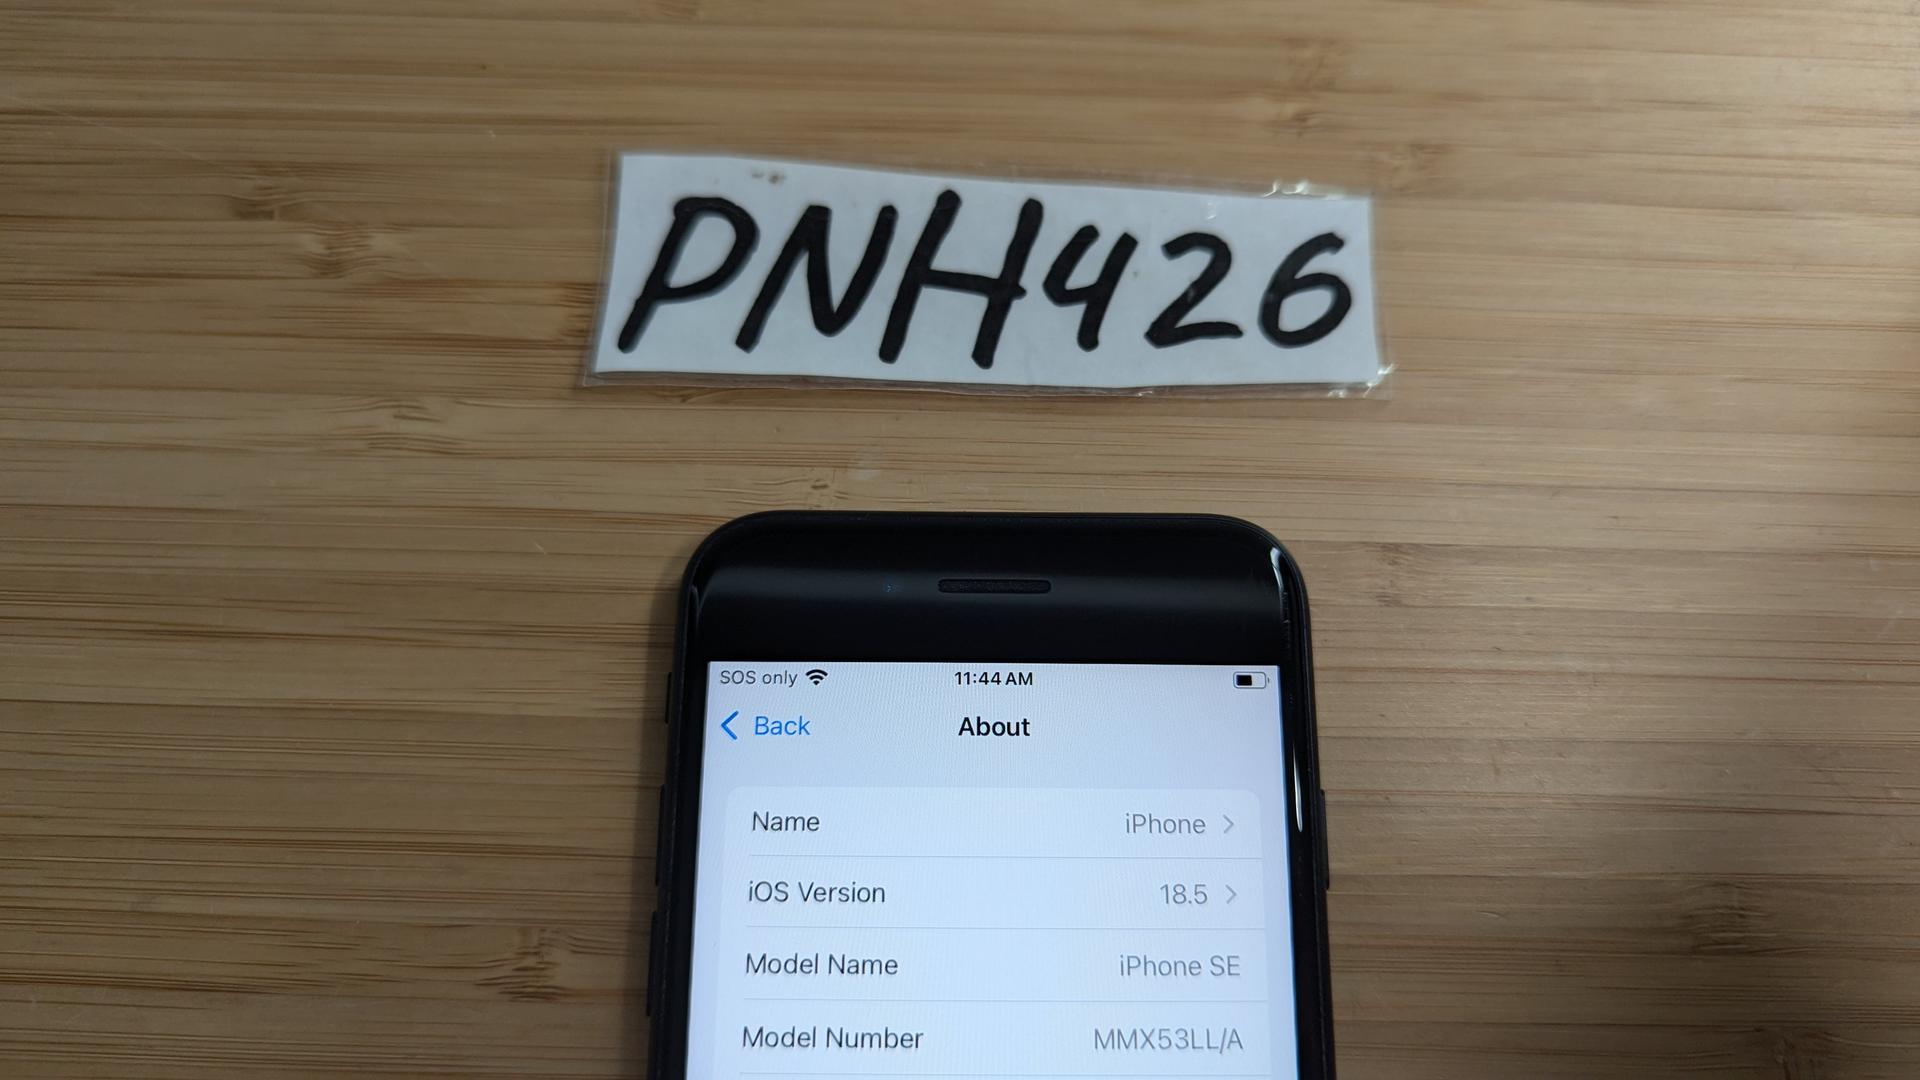 PNH426
SOS only 11:44 AM
Back About
Name iPhone
iOS Version 18.5
Model Name iPhone SE
Model Number MMX53LL/A